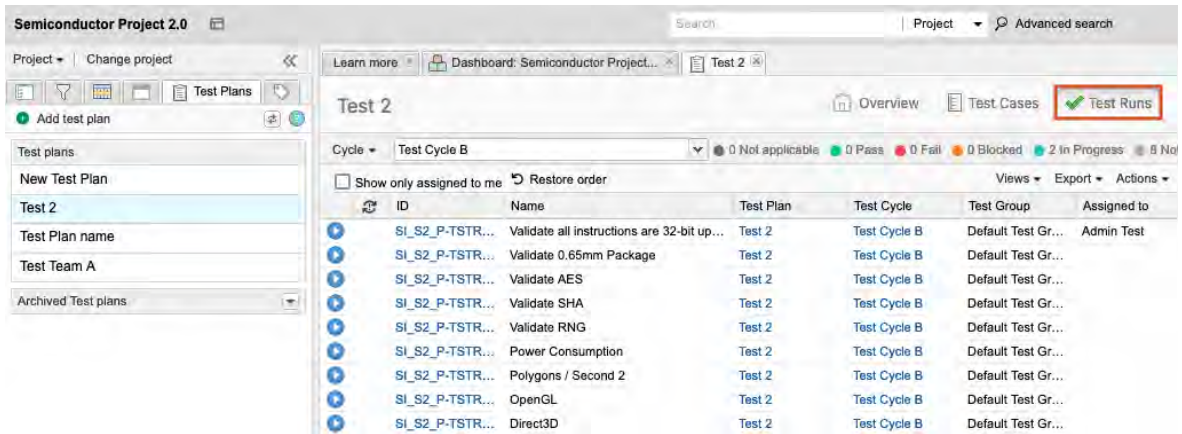 Semiconductor Project 2.0
Search
Project
Advanced search
Project
Change project
Test Plans
Add test plan
Test plans
New Test Plan
Test 2
Test Plan name
Test Team A
Archived Test plans
Learn more
Dashboard: Semiconductor Project...
Test 2
Test 2
Overview
Test Cases
Test Runs
Cycle
Test Cycle B
0 Not applicable 0 Pass 0 Fail 0 Blocked 2 In Progress 8 No
Show only assigned to me
Restore order
Views Export Actions
ID Name Test Plan Test Cycle Test Group Assigned to
SI_S2_P-TSTR... Validate all instructions are 32-bit up... Test 2 Test Cycle B Default Test Gr... Admin Test
SI_S2_P-TSTR... Validate 0.65mm Package Test 2 Test Cycle B Default Test Gr...
SI_S2_P-TSTR... Validate AES Test 2 Test Cycle B Default Test Gr...
SI_S2_P-TSTR... Validate SHA Test 2 Test Cycle B Default Test Gr...
SI_S2_P-TSTR... Validate RNG Test 2 Test Cycle B Default Test Gr...
SI_S2_P-TSTR... Power Consumption Test 2 Test Cycle B Default Test Gr...
SI_S2_P-TSTR... Polygons / Second 2 Test 2 Test Cycle B Default Test Gr...
SI_S2_P-TSTR... OpenGL Test 2 Test Cycle B Default Test Gr...
SI_S2_P-TSTR... Direct3D Test 2 Test Cycle B Default Test Gr...